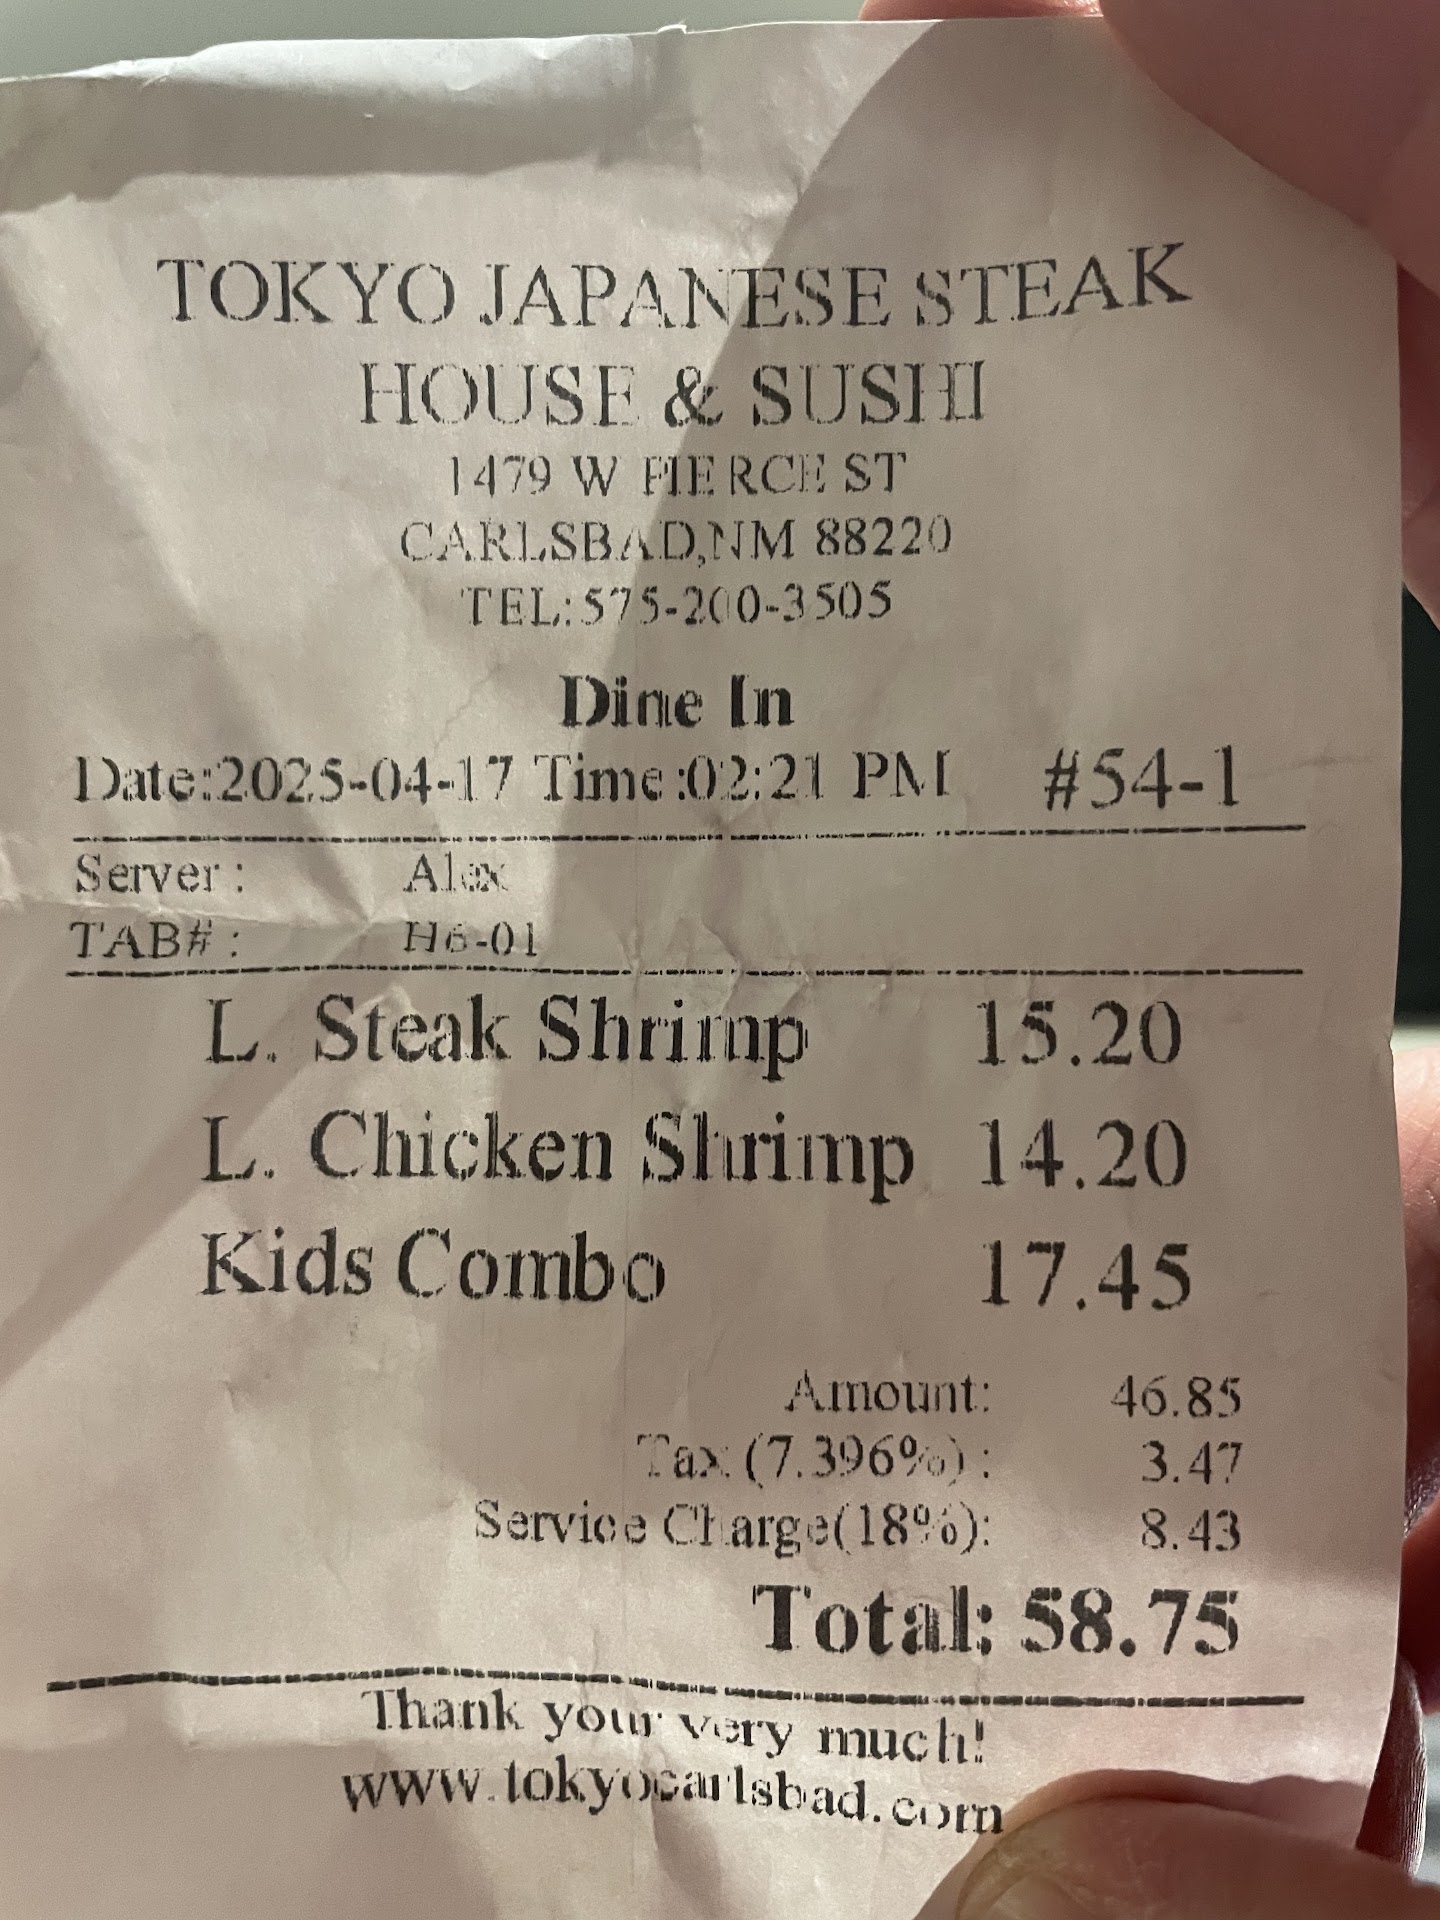 TOKYO JAPANESE STEAK
HOUSE & SUSHI
1479 W PIERCE ST
CARLSBAD,NM 88220
TEL:575-200-3505
Dine In
Date:2025-04-17 Time:02:21 PM #54-1
Server : Alex
TAB# : H6-01
L. Steak Shrimp 15.20
L. Chicken Shrimp 14.20
Kids Combo 17.45
Amount: 46.85
Tax (7.396%) : 3.47
Service Charge(18%): 8.43
Total: 58.75
Thank your very much!
www.tokyocarlsbad.com